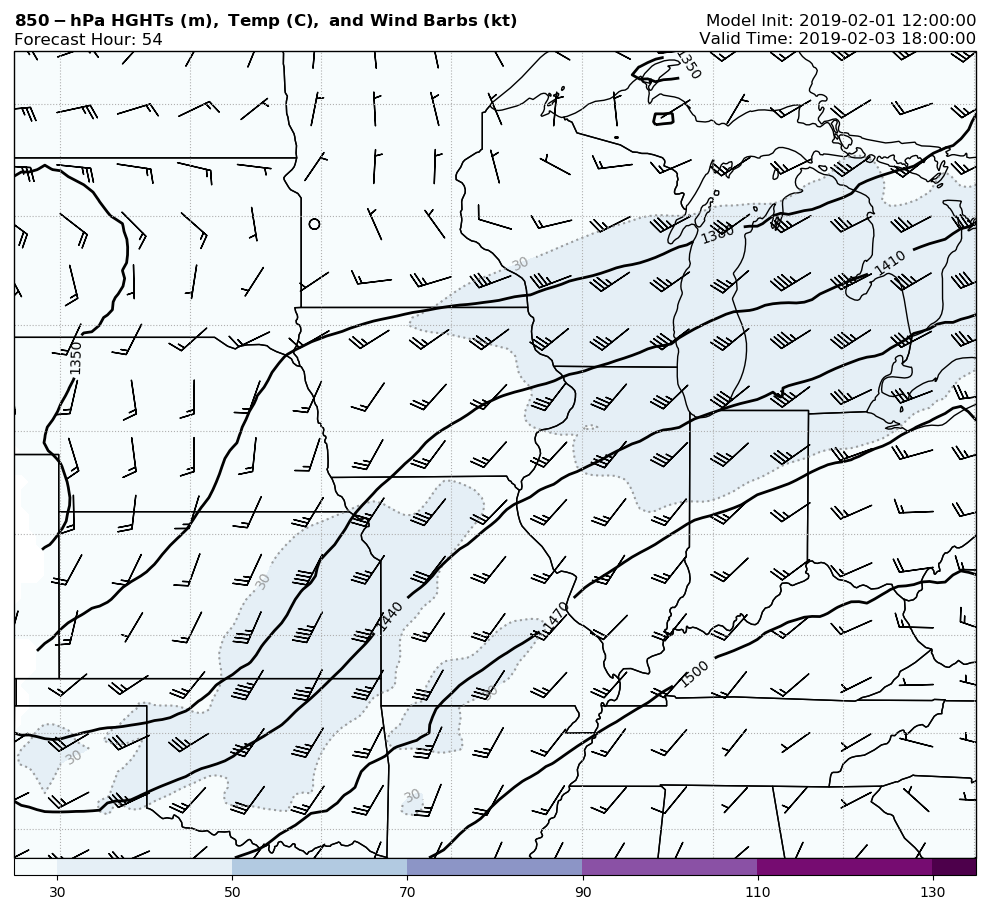 850-hPa HGHTs (m), Temp (C), and Wind Barbs (kt)
Model Init: 2019-02-01 12:00:00
Forecast Hour: 54
Valid Time: 2019-02-03 18:00:00
1350
1380
1410
30
1350
30
1440
1470
30
1500
30
30
30 50 70 90 110 130